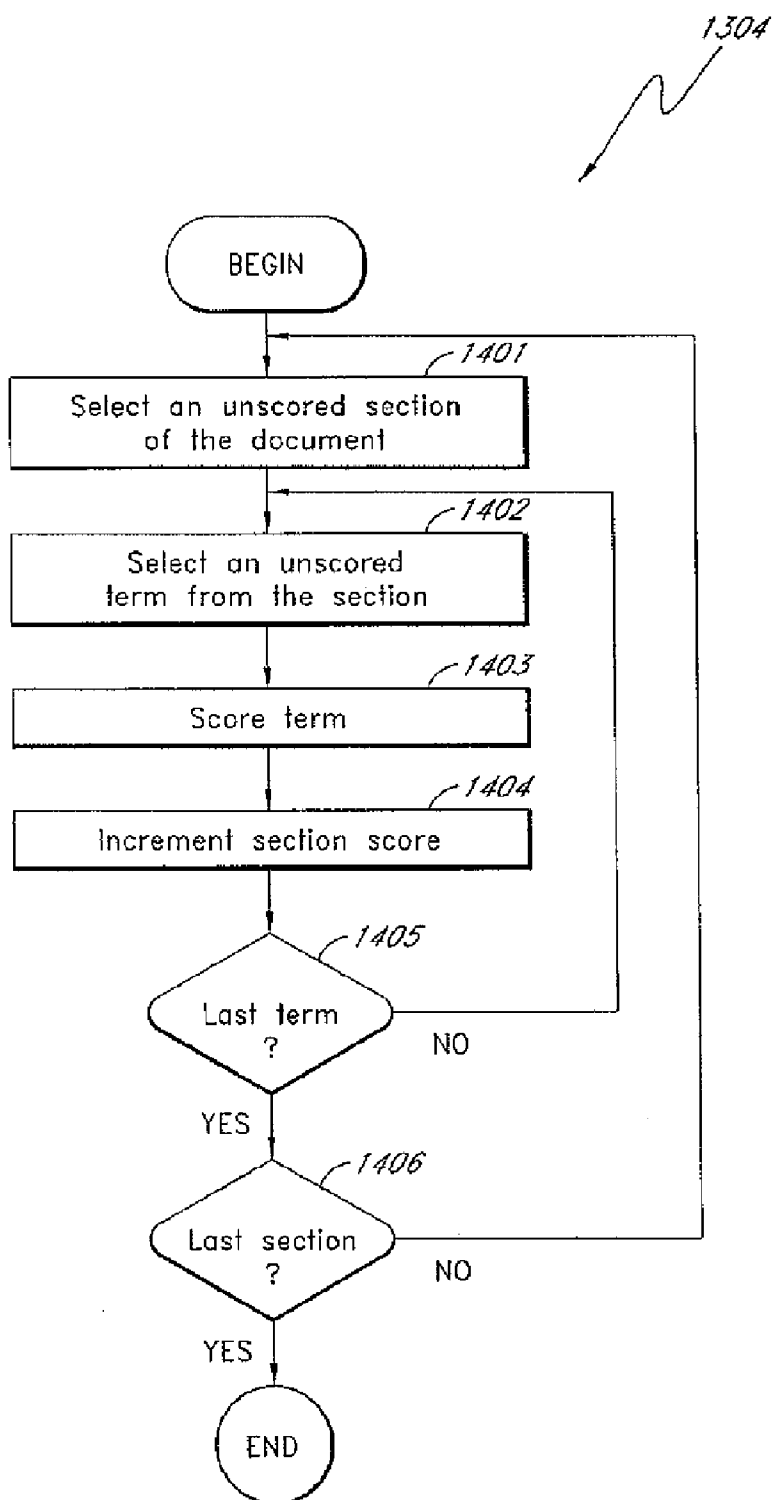 1304
BEGIN
1401
Select an unscored section
of the document
1402
Select an unscored
term from the section
1403
Score term
1404
Increment section score
1405
Last term
?
NO
YES
1406
Last section
?
NO
YES
END